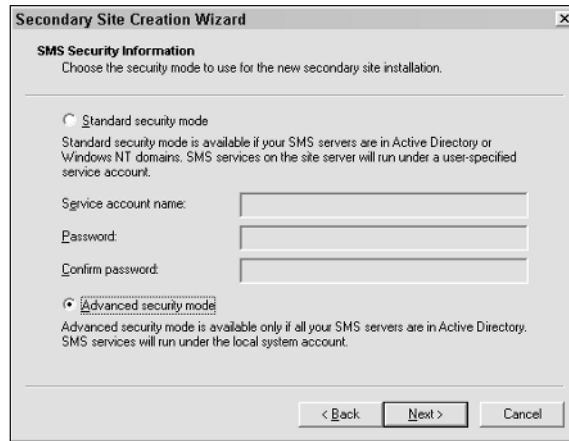 Secondary Site Creation Wizard
SMS Security Information
Choose the security mode to use for the new secondary site installation.
Standard security mode
Standard security mode is available if your SMS servers are in Active Directory or
Windows NT domains. SMS services on the site server will run under a user-specified
service account.
Service account name:
Password:
Confirm password:
Advanced security mode
Advanced security mode is available only if all your SMS servers are in Active Directory.
SMS services will run under the local system account.
< Back
Next >
Cancel